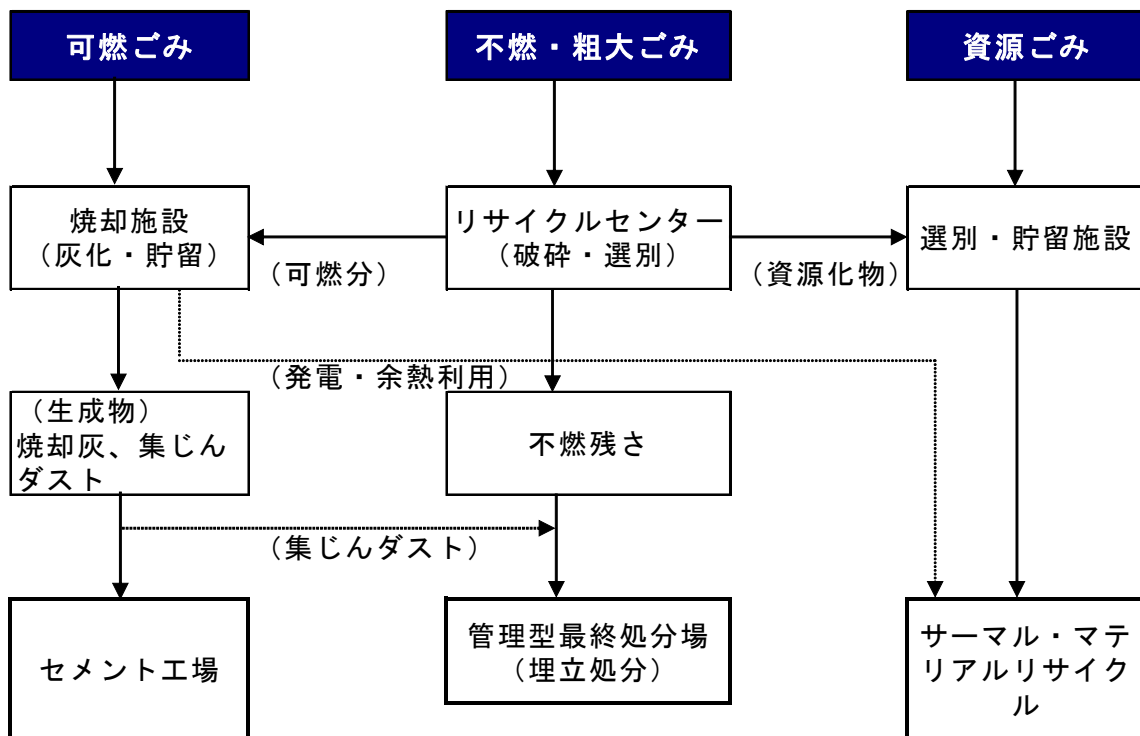 可燃ごみ
不燃・粗大ごみ
資源ごみ
焼却施設
（灰化・貯留）
リサイクルセンター
（破砕・選別）
選別・貯留施設
（可燃分）
（資源化物）
（発電・余熱利用）
（生成物）
焼却灰、集じん
ダスト
不燃残さ
（集じんダスト）
セメント工場
管理型最終処分場
（埋立処分）
サーマル・マテ
リアルリサイク
ル